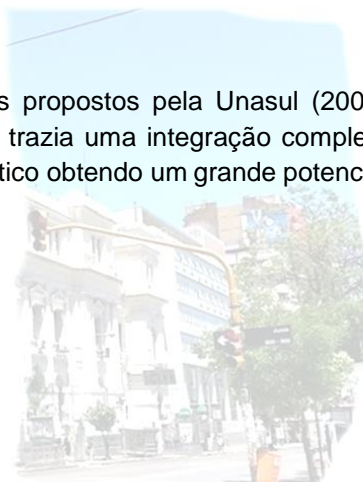 s propostos pela Unasul (200
trazia uma integração comple
tico obtendo um grande potenc